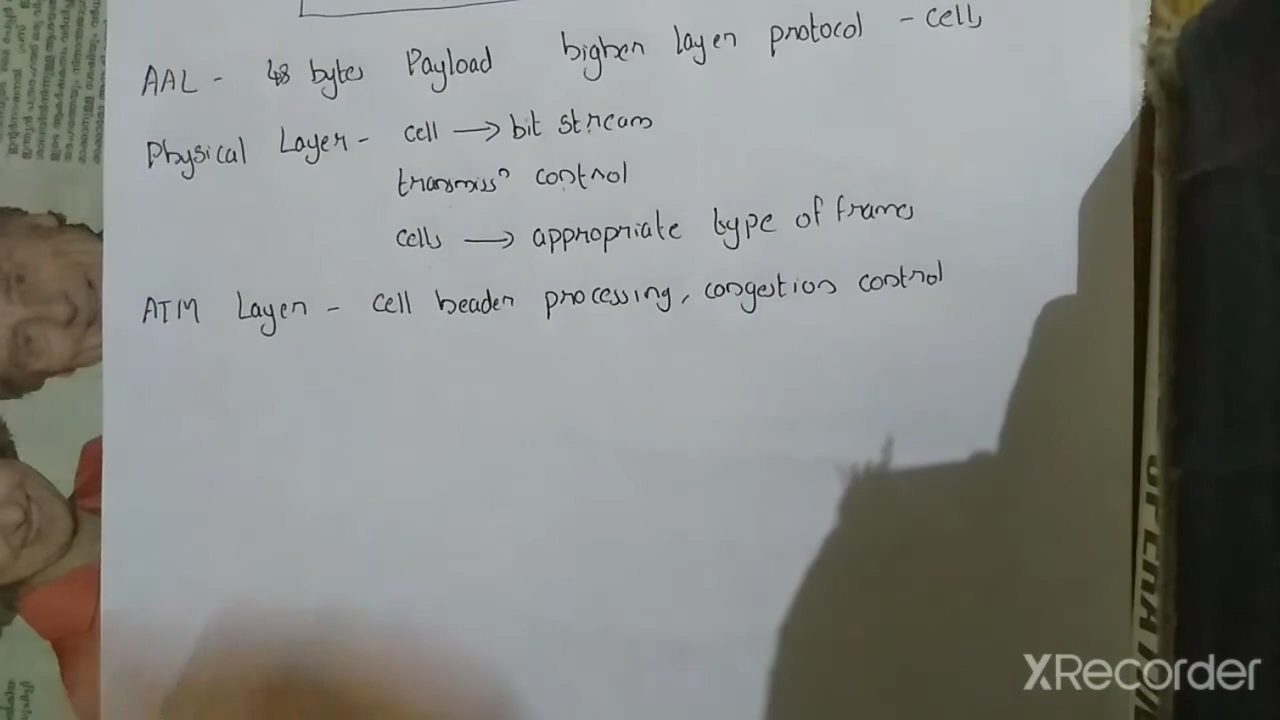 AAL - 48 bytes Payload higher layer protocol - cells
Physical Layer - cell → bit stream
transmissⁿ control
cells → appropriate type of frames
ATM Layer - cell header processing, congestion control
XRecorder